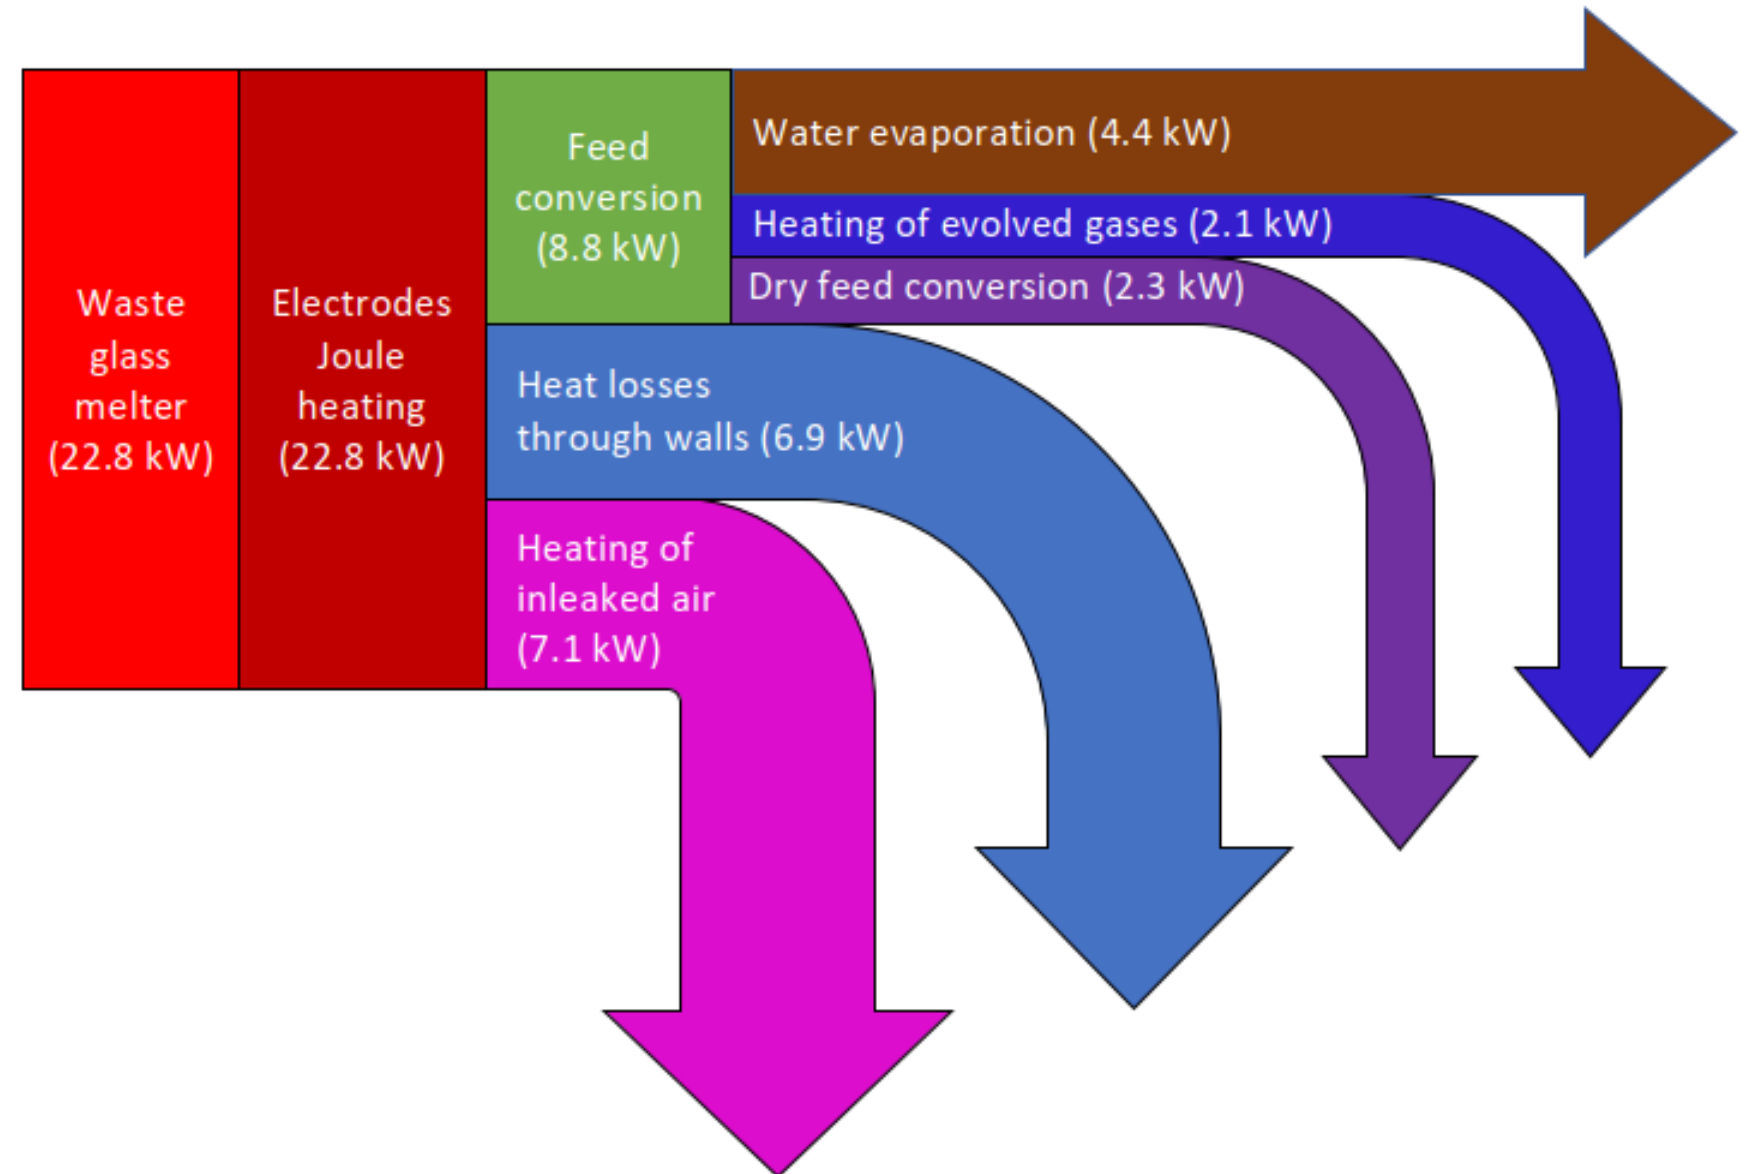 Waste
glass
melter
(22.8 kW)
Electrodes
Joule
heating
(22.8 kW)
Feed
conversion
(8.8 kW)
Water evaporation (4.4 kW)
Heating of evolved gases (2.1 kW)
Dry feed conversion (2.3 kW)
Heat losses
through walls (6.9 kW)
Heating of
inleaked air
(7.1 kW)